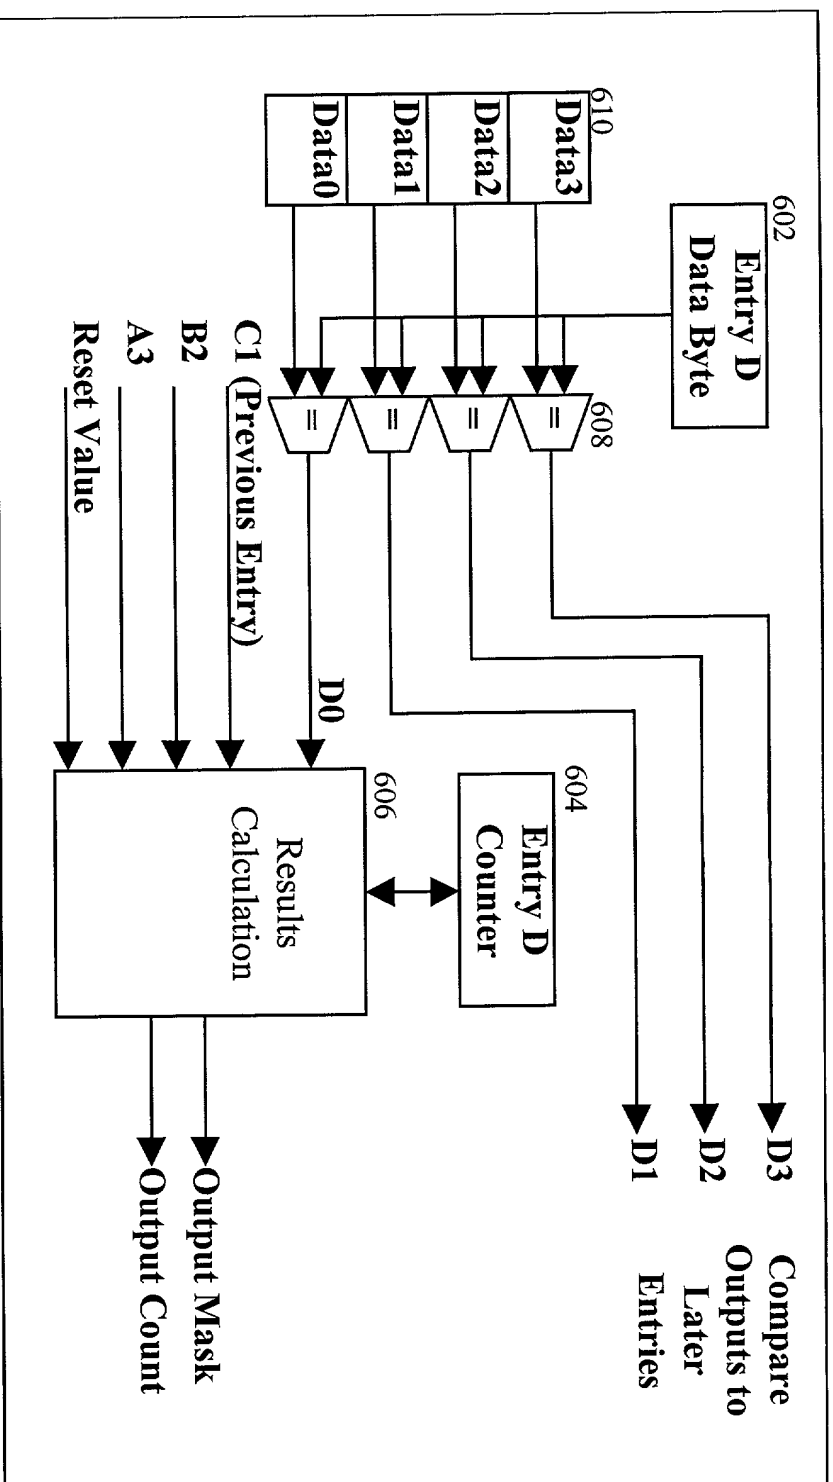 602
Entry D
Data Byte
610
Data3
Data2
Data1
Data0
608
=
=
=
=
D3
D2
D1
Compare
Outputs to
Later
Entries
604
Entry D
Counter
D0
C1 (Previous Entry)
B2
A3
Reset Value
606
Results
Calculation
Output Mask
Output Count